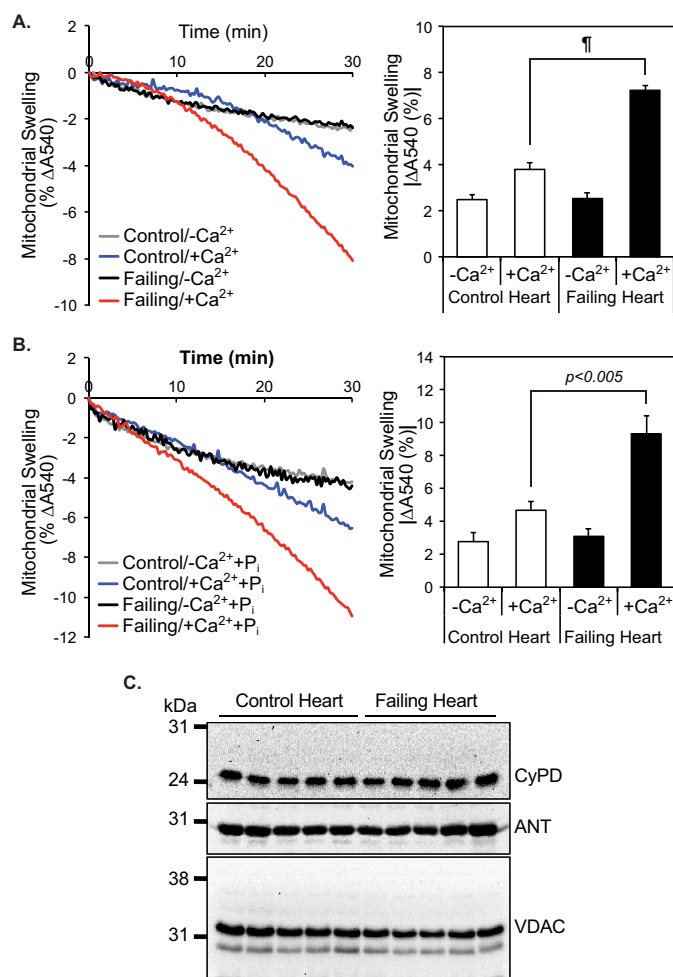 A.
Time (min)
0 10 20 30
2
0
-2
-4
-6
-8
-10
Mitochondrial Swelling
(% ΔA540)
Control/-Ca²⁺
Control/+Ca²⁺
Failing/-Ca²⁺
Failing/+Ca²⁺
10
8
6
4
2
0
Mitochondrial Swelling
|ΔA540 (%)|
¶
-Ca²⁺ +Ca²⁺ -Ca²⁺ +Ca²⁺
Control Heart Failing Heart
B.
Time (min)
0 10 20 30
2
0
-2
-4
-6
-8
-10
-12
Mitochondrial Swelling
(% ΔA540)
Control/-Ca²⁺+Pᵢ
Control/+Ca²⁺+Pᵢ
Failing/-Ca²⁺+Pᵢ
Failing/+Ca²⁺+Pᵢ
14
12
10
8
6
4
2
0
Mitochondrial Swelling
|ΔA540 (%)|
p<0.005
-Ca²⁺ +Ca²⁺ -Ca²⁺ +Ca²⁺
Control Heart Failing Heart
C.
kDa Control Heart Failing Heart
31
24
CyPD
31
ANT
38
31
VDAC